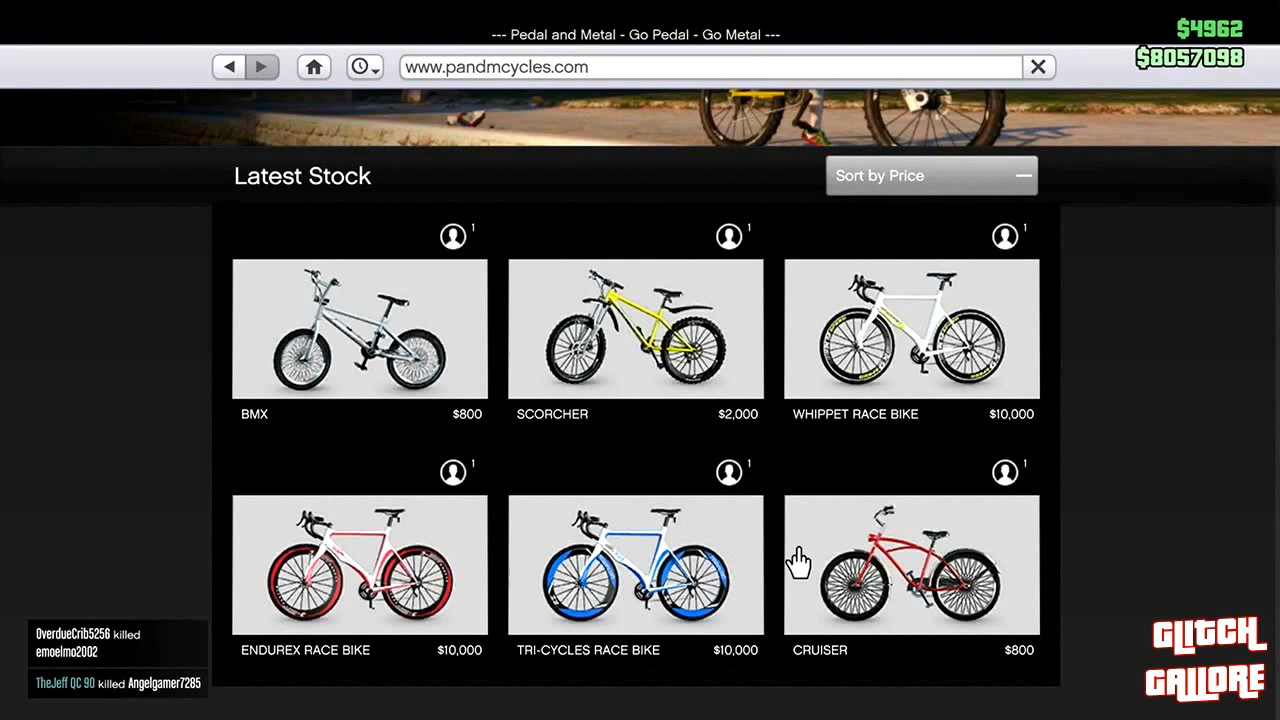 --- Pedal and Metal - Go Pedal - Go Metal ---
$4962
$8057098
www.pandmcycles.com
Latest Stock
Sort by Price
1
1
1
BMX $800
SCORCHER $2,000
WHIPPET RACE BIKE $10,000
1
1
1
ENDUREX RACE BIKE $10,000
TRI-CYCLES RACE BIKE $10,000
CRUISER $800
OverdueCrib5256 killed
emoelmo2002
TheJeff QC 90 killed Angelgamer7285
GLITCH
GALLORE